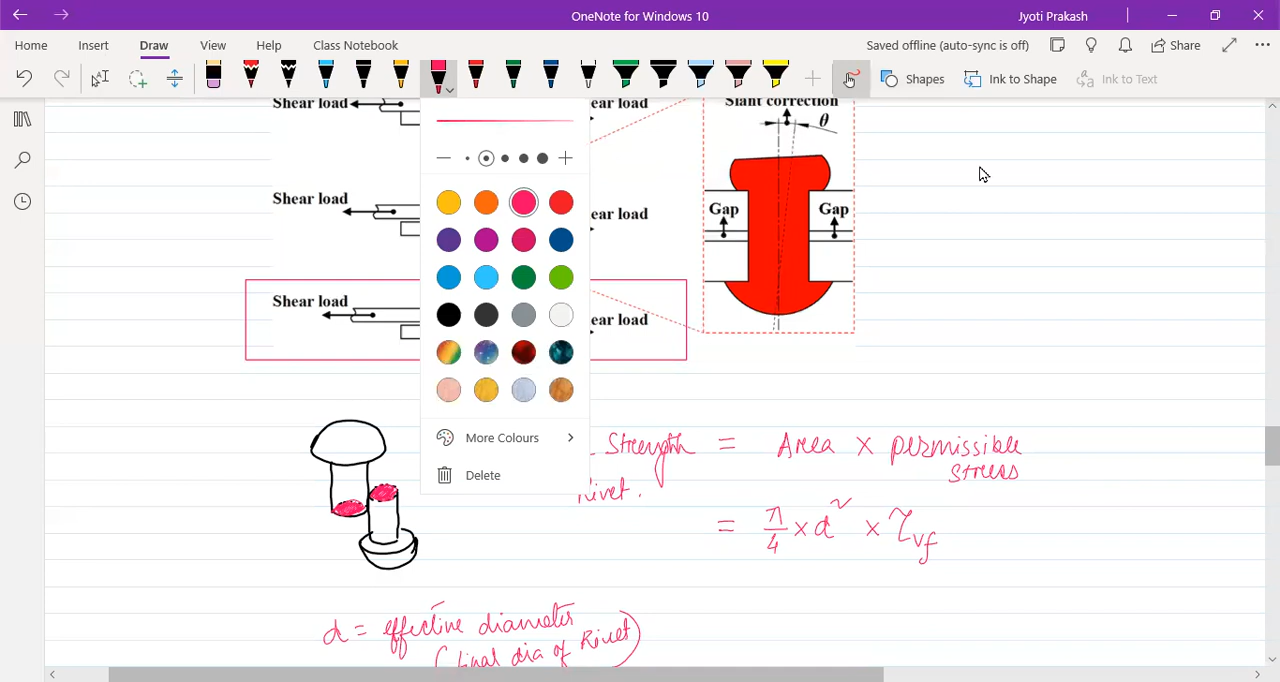 OneNote for Windows 10
Jyoti Prakash
Home Insert Draw View Help Class Notebook
Saved offline (auto-sync is off) Share
Shapes Ink to Shape Ink to Text
Shear load
ear load
Slant correction
θ
Shear load
ear load
Gap Gap
Shear load
ear load
More Colours
Delete
Strength = Area × permissible
stress
Rivet.
= π/4 × d² × τvf
d = effective diameter
(final dia of Rivet)